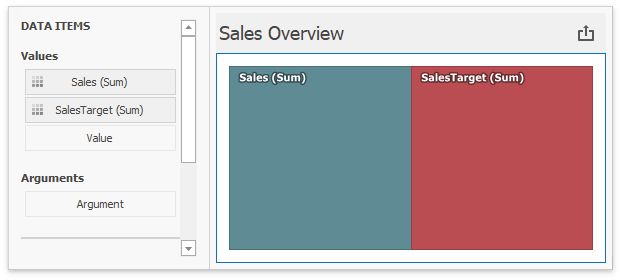 DATA ITEMS
Values
Sales (Sum)
SalesTarget (Sum)
Value
Arguments
Argument
Sales Overview
Sales (Sum)
SalesTarget (Sum)